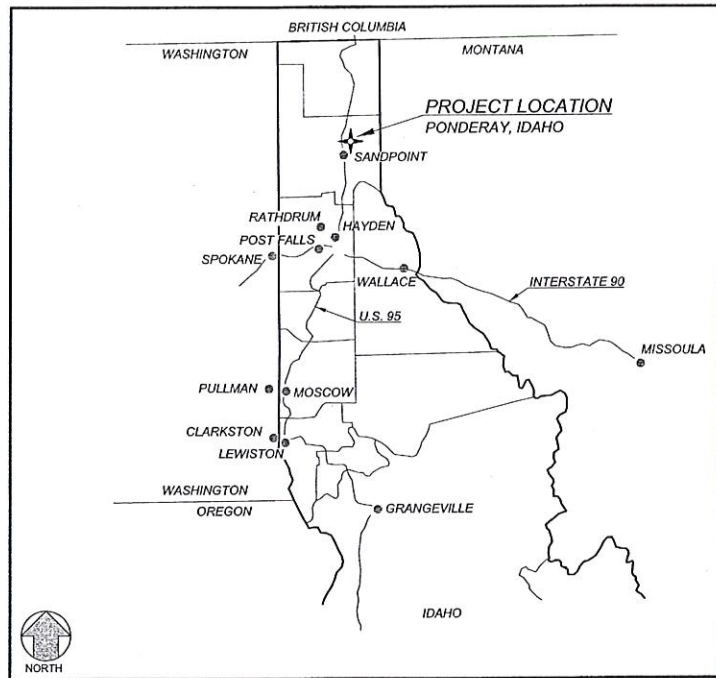 BRITISH COLUMBIA
WASHINGTON
MONTANA
PROJECT LOCATION
PONDERAY, IDAHO
SANDPOINT
RATHDRUM
HAYDEN
POST FALLS
SPOKANE
WALLACE
INTERSTATE 90
U.S. 95
MISSOULA
PULLMAN
MOSCOW
CLARKSTON
LEWISTON
WASHINGTON
OREGON
GRANGEVILLE
IDAHO
NORTH